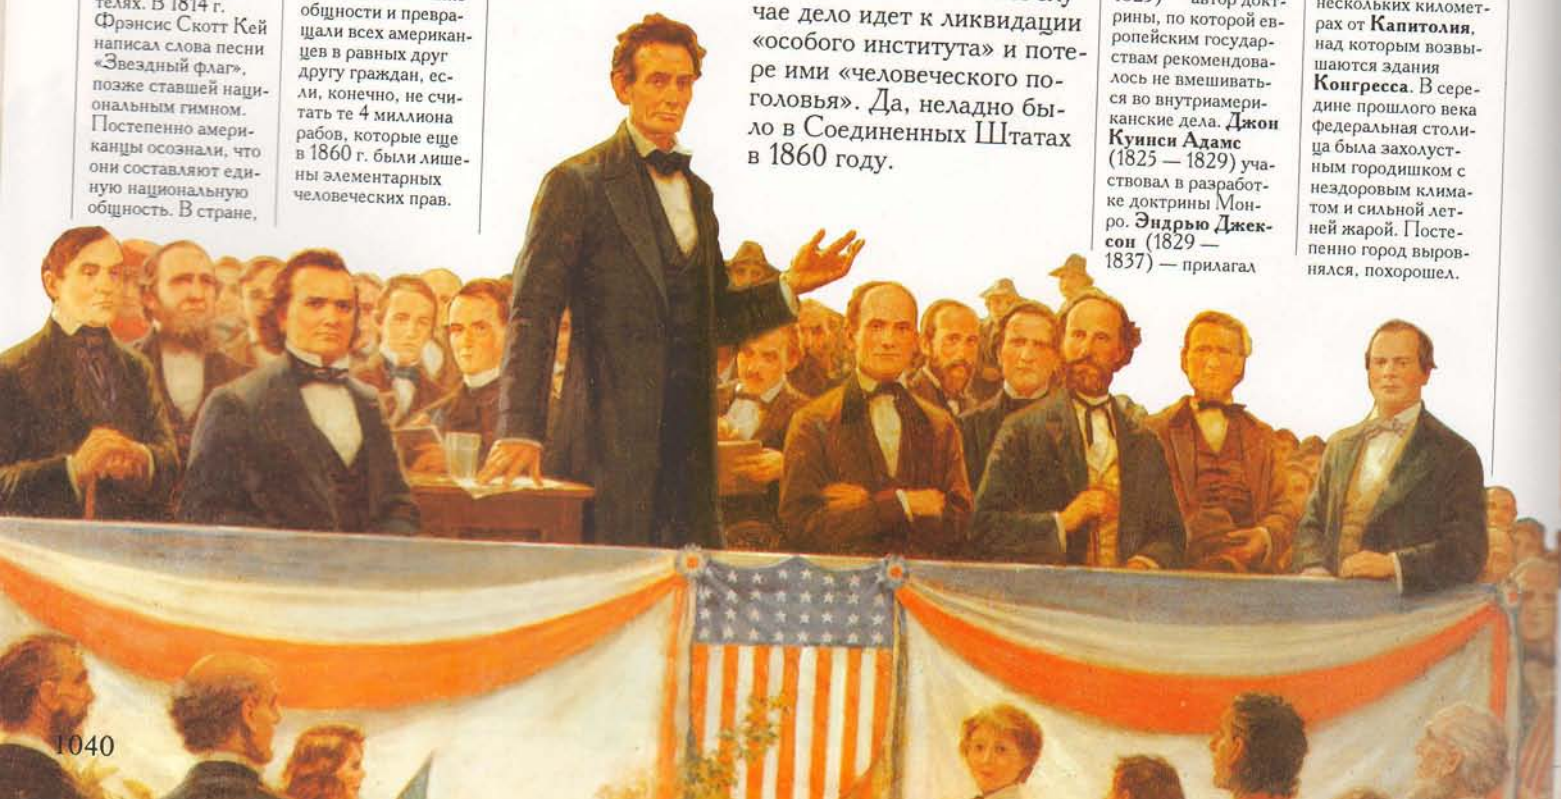 телях. В 1814 г.
Фрэнсис Скотт Кей
написал слова песни
«Звездный флаг»,
позже ставшей наци-
ональным гимном.
Постепенно амери-
канцы осознали, что
они составляют еди-
ную национальную
общность. В стране,
общности и превра-
щали всех американ-
цев в равных друг
другу граждан, ес-
ли, конечно, не счи-
тать те 4 миллиона
рабов, которые еще
в 1860 г. были лише-
ны элементарных
человеческих прав.
чае дело идет к ликвидации
«особого института» и поте-
ре ими «человеческого по-
головья». Да, неладно бы-
ло в Соединенных Штатах
в 1860 году.
рины, по которой ев-
ропейским государ-
ствам рекомендова-
лось не вмешивать-
ся во внутриамери-
канские дела. Джон
Куинси Адамс
(1825 — 1829) уча-
ствовал в разработ-
ке доктрины Мон-
ро. Эндрью Джек-
сон (1829 —
1837) — прилагал
нескольких километ-
рах от Капитолия,
над которым возвы-
шаются здания
Конгресса. В сере-
дине прошлого века
федеральная столи-
ца была захолуст-
ным городишком с
нездоровым клима-
том и сильной лет-
ней жарой. Посте-
пенно город выров-
нялся, похорошел.
1040